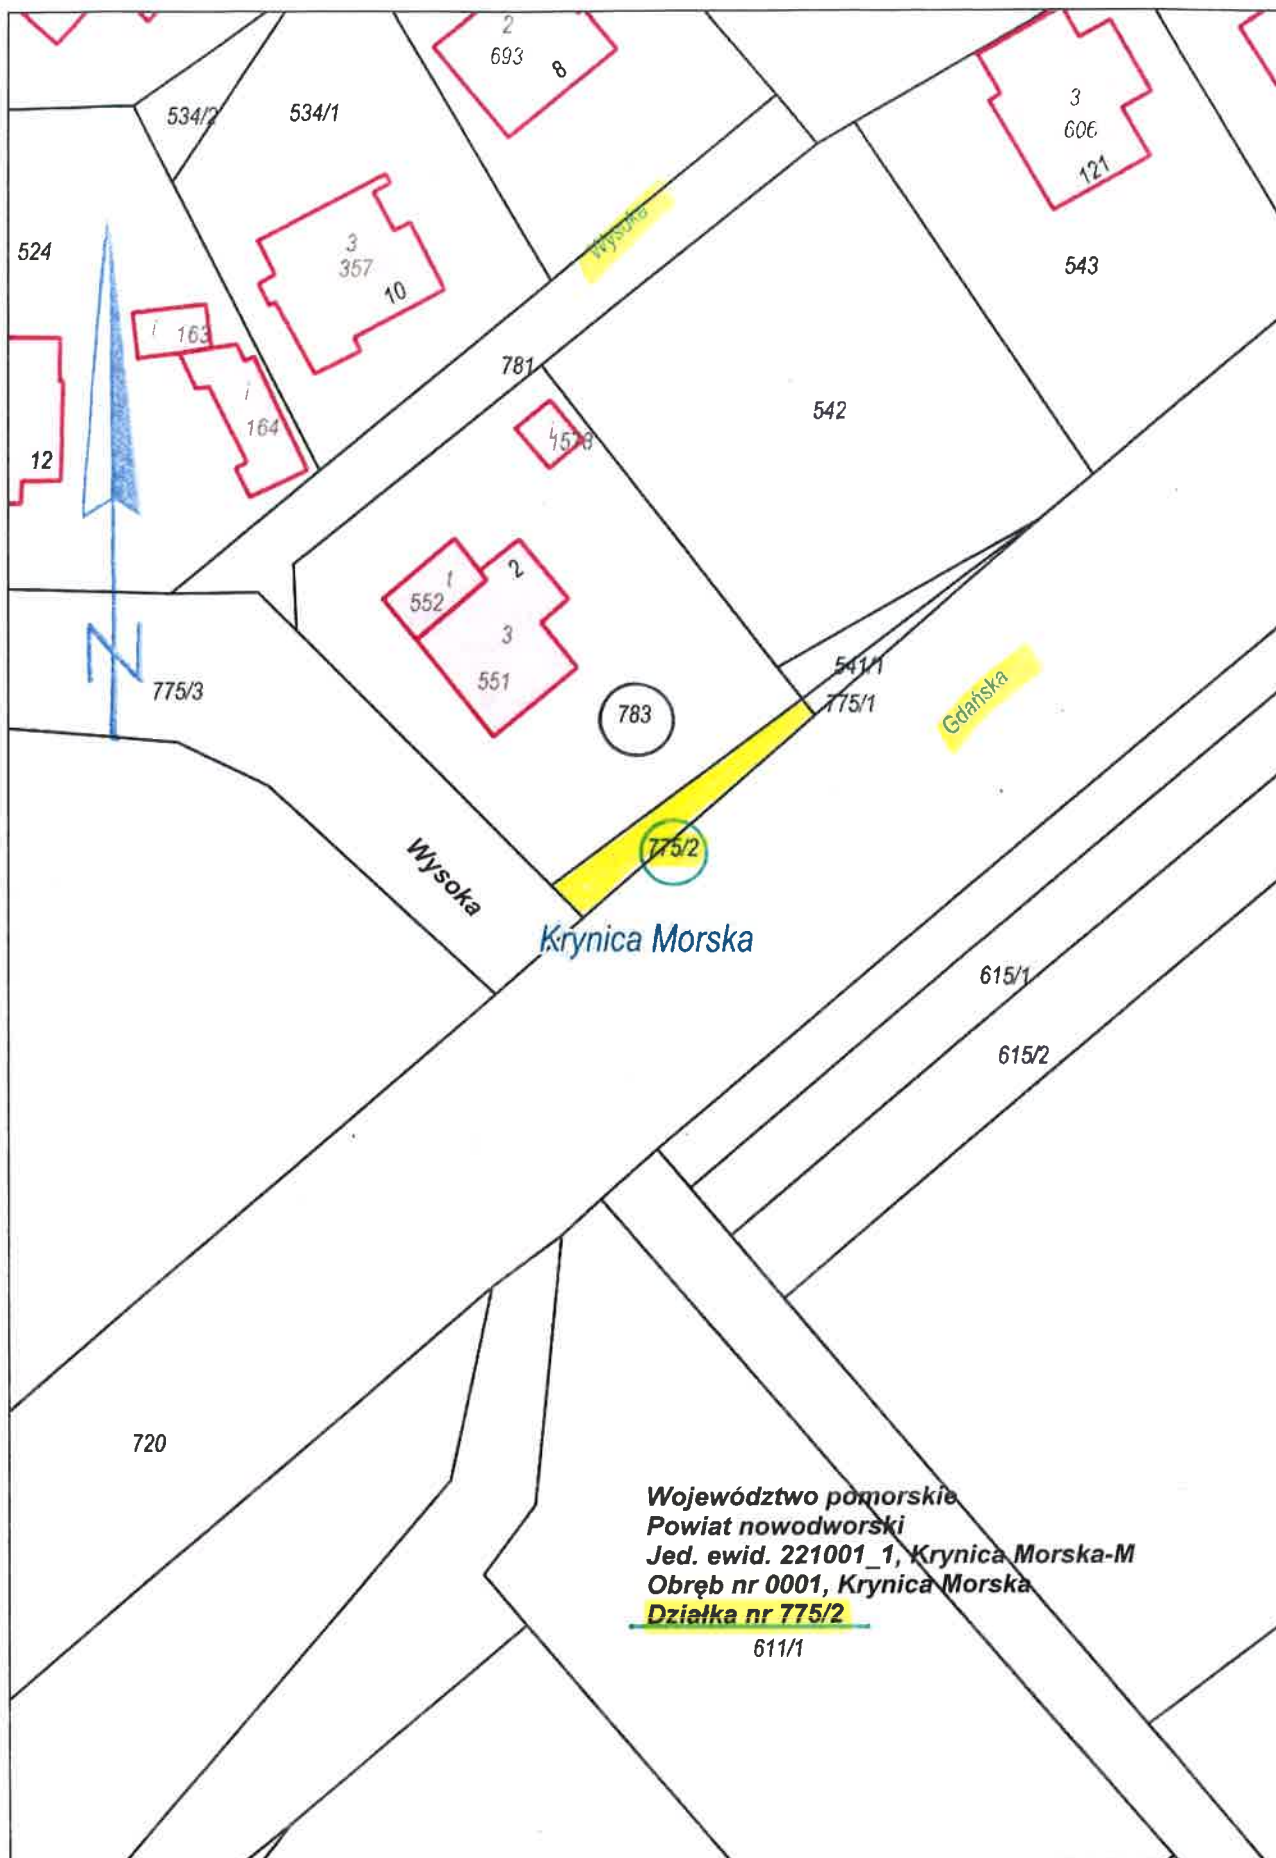 2
693
8
534/2
534/1
3
606
121
Wysoka
524
3
357
10
543
i 163
781
i
164
542
i
1578
12
2
1
552
3
551
541/1
775/3
775/1
783
Gdańska
N
775/2
Wysoka
Krynica Morska
615/1
615/2
720
Województwo pomorskie
Powiat nowodworski
Jed. ewid. 221001_1, Krynica Morska-M
Obręb nr 0001, Krynica Morska
Działka nr 775/2
611/1